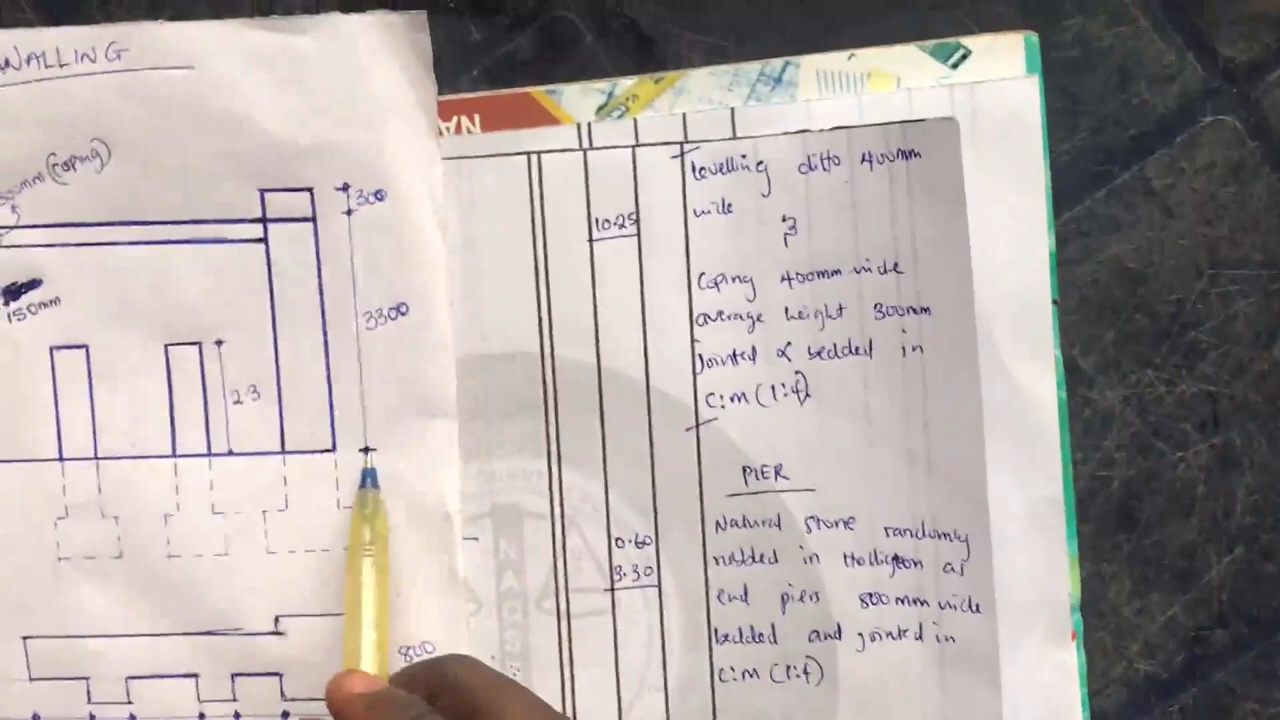 WALLING
(coping)
300
150mm
3300
2.3
800
NA
levelling ditto 400mm
wide
10.25
Coping 400mm wide
average height 300mm
jointed & bedded in
c:m (1:4)
PIER
Natural stone randomly
0.60
in
as
3.30
end piers 800mm wide
bedded and jointed in
c:m (1:4)